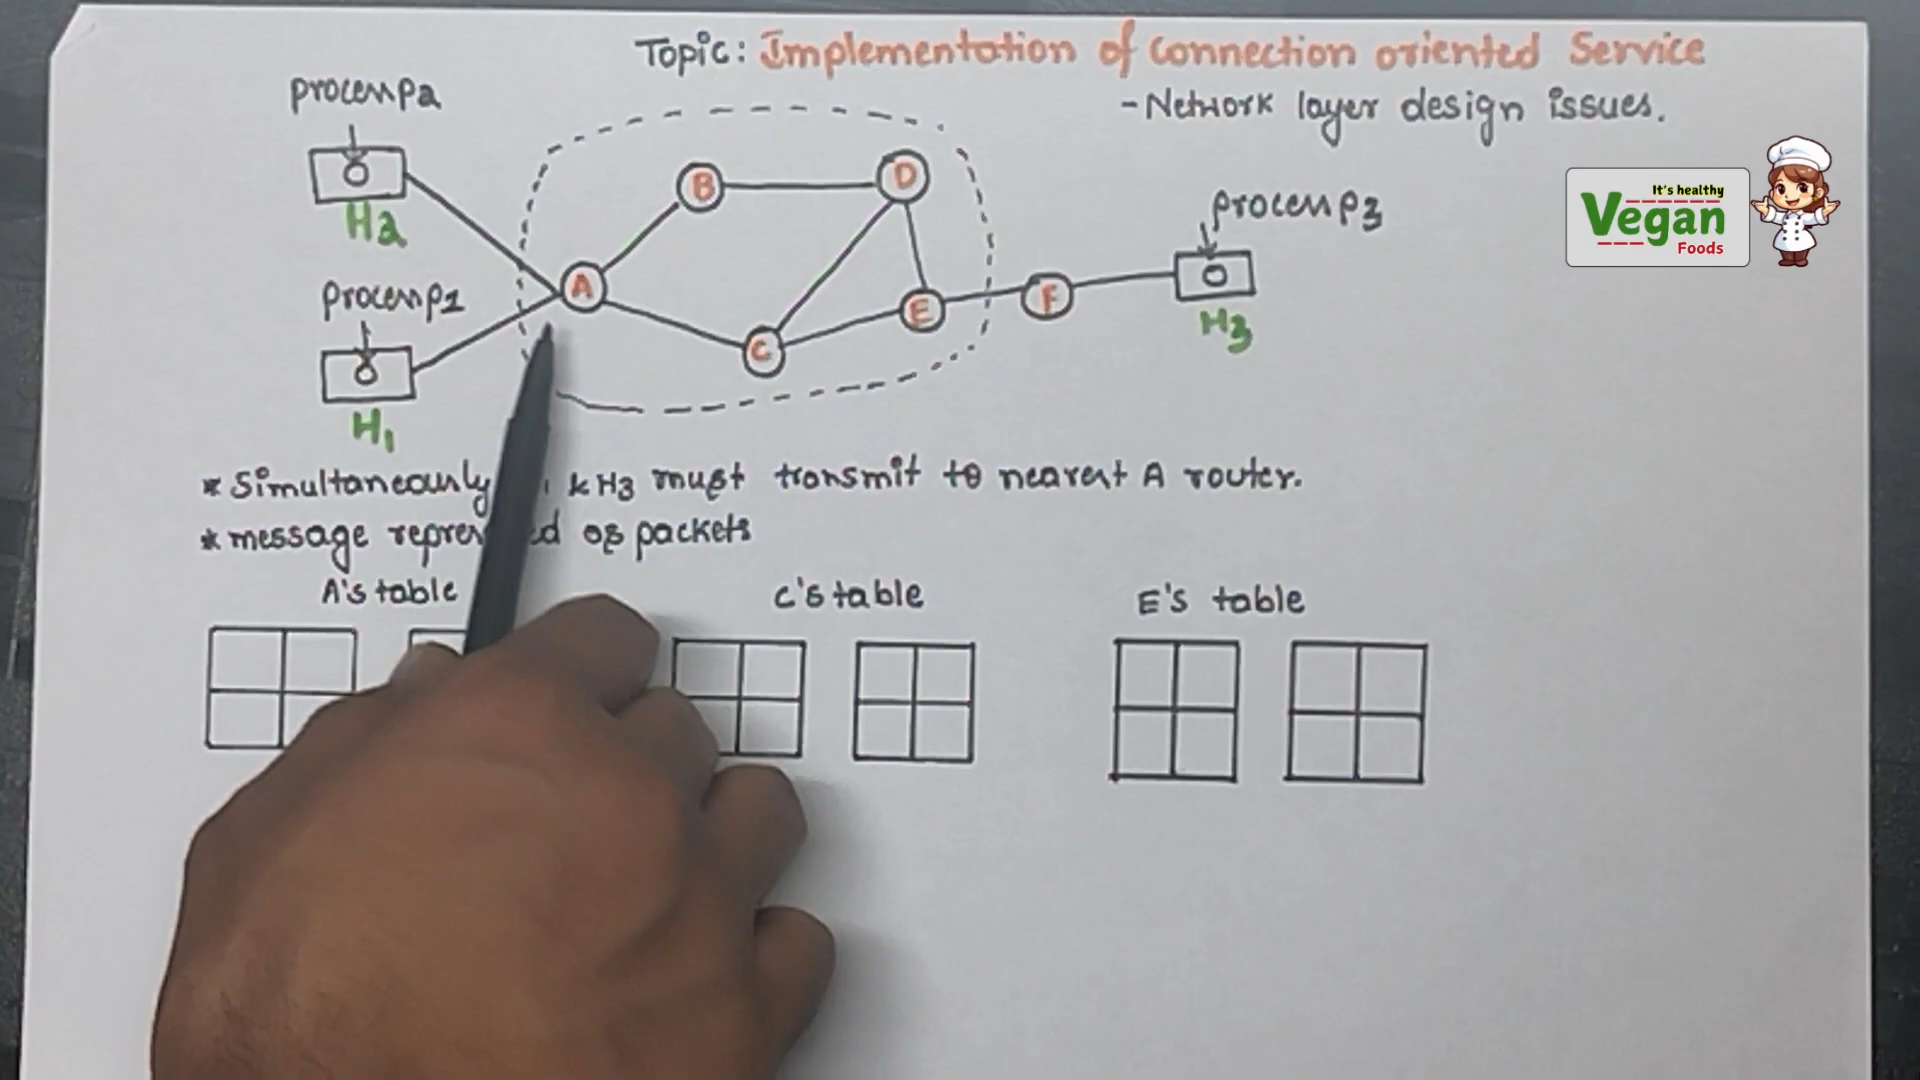 Topic: Implementation of connection oriented Service
- Network layer design issues.
process p2
H2
process p1
H1
A
B
C
D
E
F
process p3
H3
It's healthy
Vegan
Foods
* Simultaneously & H3 must transmit to nearest A router.
* message of packets
A's table
C's table
E's table